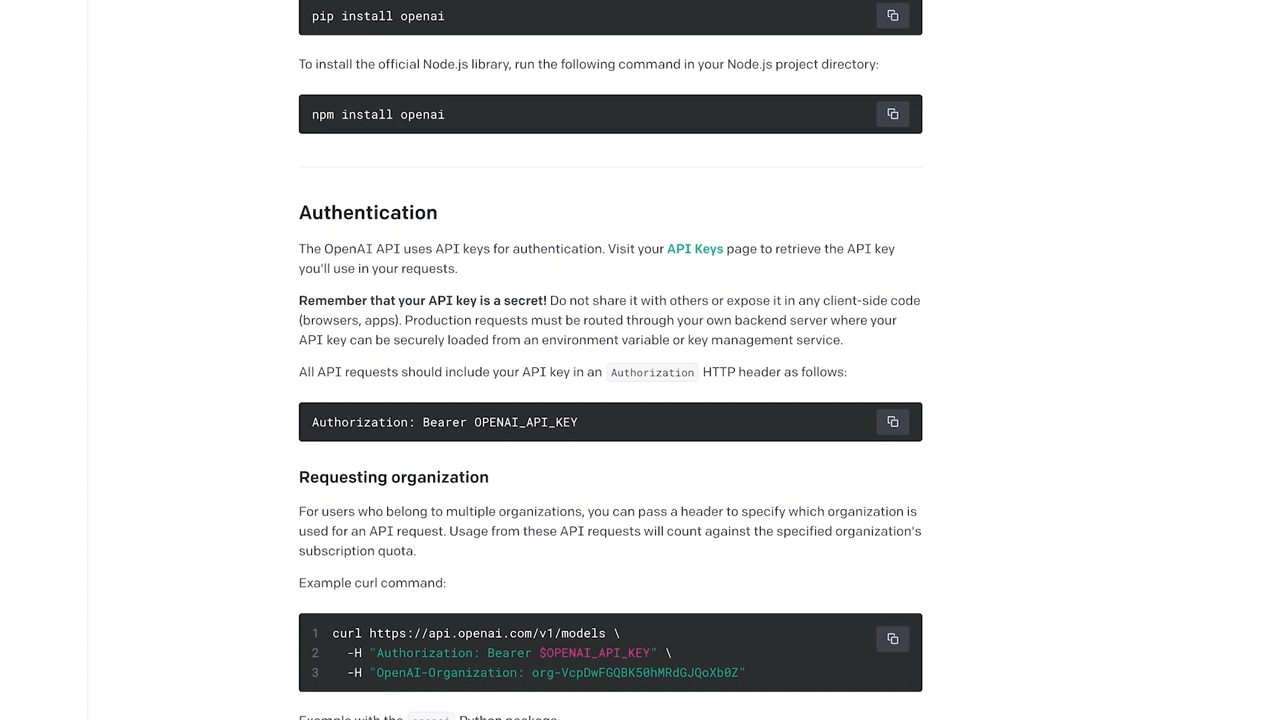 pip install openai
To install the official Node.js library, run the following command in your Node.js project directory:
npm install openai
Authentication
The OpenAI API uses API keys for authentication. Visit your API Keys page to retrieve the API key
you'll use in your requests.
Remember that your API key is a secret! Do not share it with others or expose it in any client-side code
(browsers, apps). Production requests must be routed through your own backend server where your
API key can be securely loaded from an environment variable or key management service.
All API requests should include your API key in an Authorization HTTP header as follows:
Authorization: Bearer OPENAI_API_KEY
Requesting organization
For users who belong to multiple organizations, you can pass a header to specify which organization is
used for an API request. Usage from these API requests will count against the specified organization's
subscription quota.
Example curl command:
1 curl https://api.openai.com/v1/models \
2 -H "Authorization: Bearer $OPENAI_API_KEY" \
3 -H "OpenAI-Organization: org-VcpDwFGQBK50hMRdGJQoXb0Z"
Example with the openai Python package: